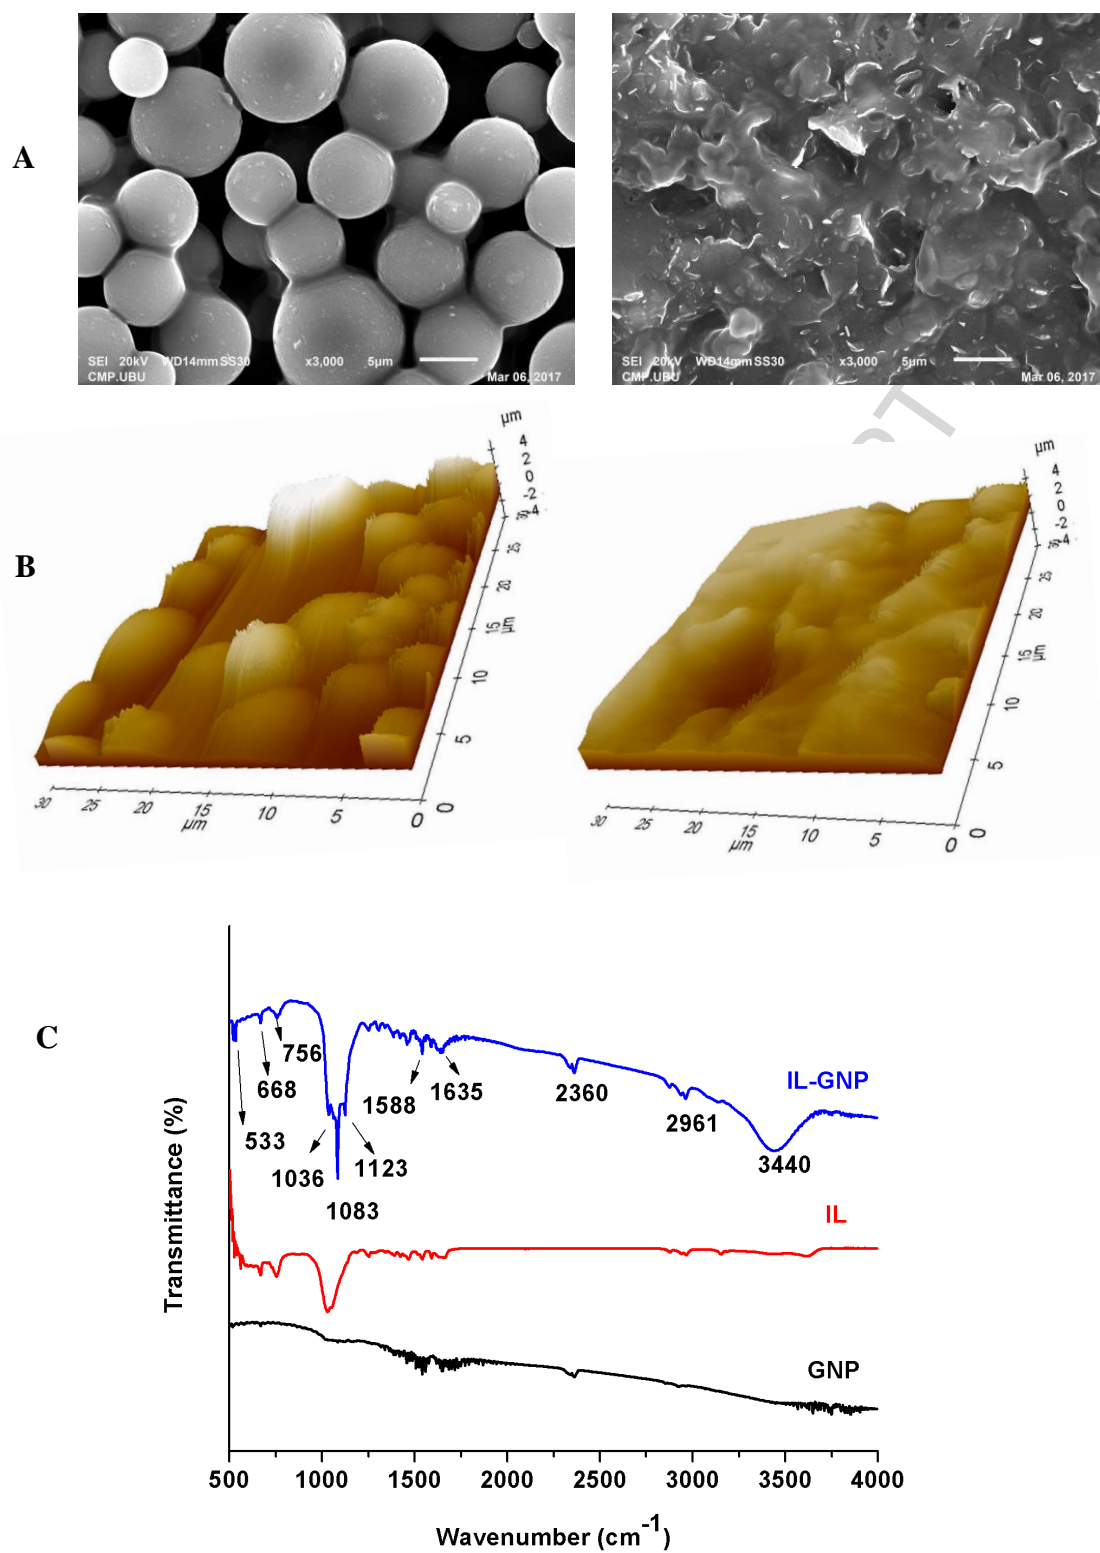 A
SEI 20kV WD14mmSS30 x3,000 5µm
CMP.UBU Mar 06, 2017
SEI 20kV WD14mmSS30 x3,000 5µm
CMP.UBU Mar 06, 2017
B
µm
4
2
0
-2
-4
30
25
20
15
µm
10
5
0
30 25 20 15 10 5 0
µm
µm
4
2
0
-2
-4
30
25
20
15
µm
10
5
0
30 25 20 15 10 5 0
µm
C
Transmittance (%)
IL-GNP
756
668
533
1036
1083
1123
1588
1635
2360
2961
3440
IL
GNP
500 1000 1500 2000 2500 3000 3500 4000
Wavenumber (cm-1)